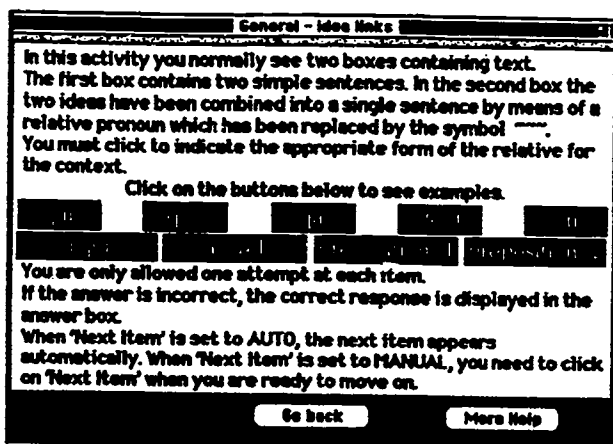 General - idea links
In this activity you normally see two boxes containing text.
The first box contains two simple sentences. In the second box the
two ideas have been combined into a single sentence by means of a
relative pronoun which has been replaced by the symbol ~~~.
You must click to indicate the appropriate form of the relative for
the context.
Click on the buttons below to see examples.
You are only allowed one attempt at each item.
If the answer is incorrect, the correct response is displayed in the
answer box.
When 'Next Item' is set to AUTO, the next item appears
automatically. When 'Next Item' is set to MANUAL, you need to click
on 'Next Item' when you are ready to move on.
Go back More Help